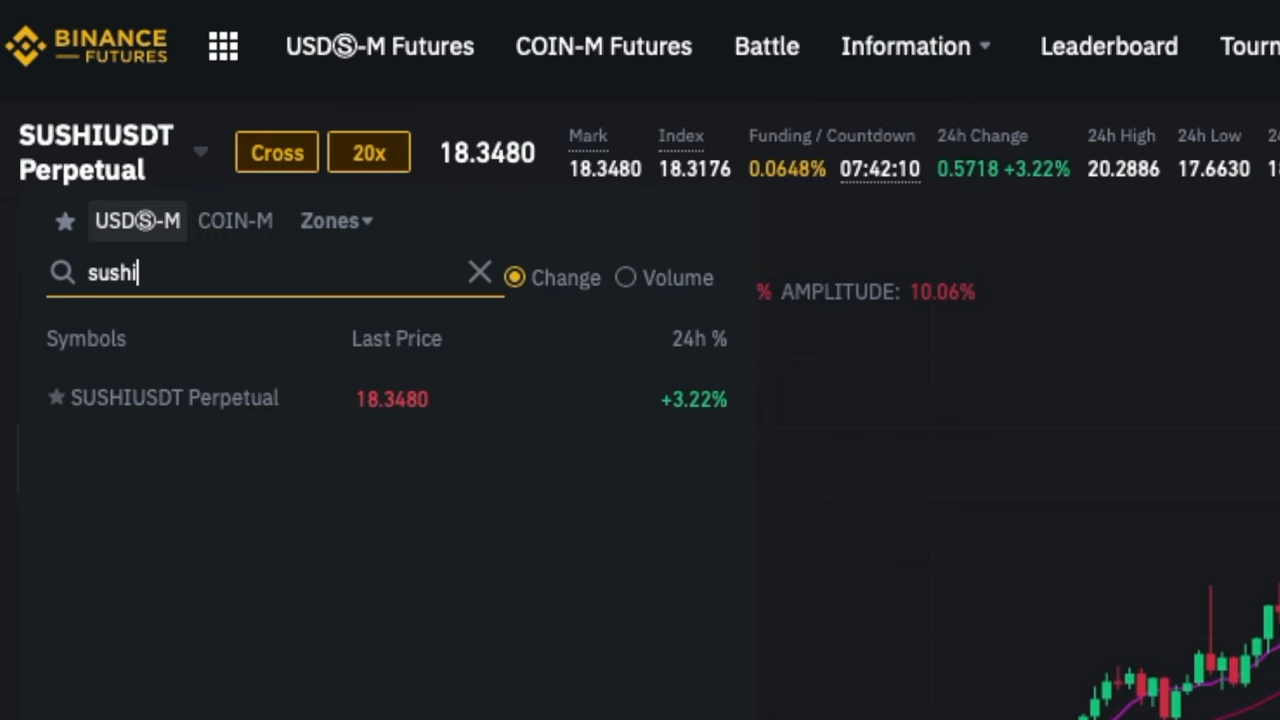 BINANCE
FUTURES
USDⓈ-M Futures COIN-M Futures Battle Information Leaderboard
SUSHIUSDT
Perpetual
Cross 20x 18.3480
Mark Index Funding / Countdown 24h Change 24h High 24h Low
18.3480 18.3176 0.0648% 07:42:10 0.5718 +3.22% 20.2886 17.6630
USDⓈ-M COIN-M Zones
sushi Change Volume
% AMPLITUDE: 10.06%
Symbols Last Price 24h %
SUSHIUSDT Perpetual 18.3480 +3.22%